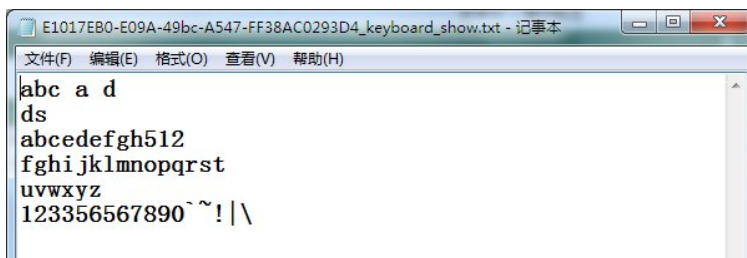 E1017EB0-E09A-49bc-A547-FF38AC0293D4_keyboard_show.txt - 记事本
文件(F) 编辑(E) 格式(O) 查看(V) 帮助(H)
abc a d
ds
abcedefgh512
fghijklmnopqrst
uvwxyz
123356567890`~!|\